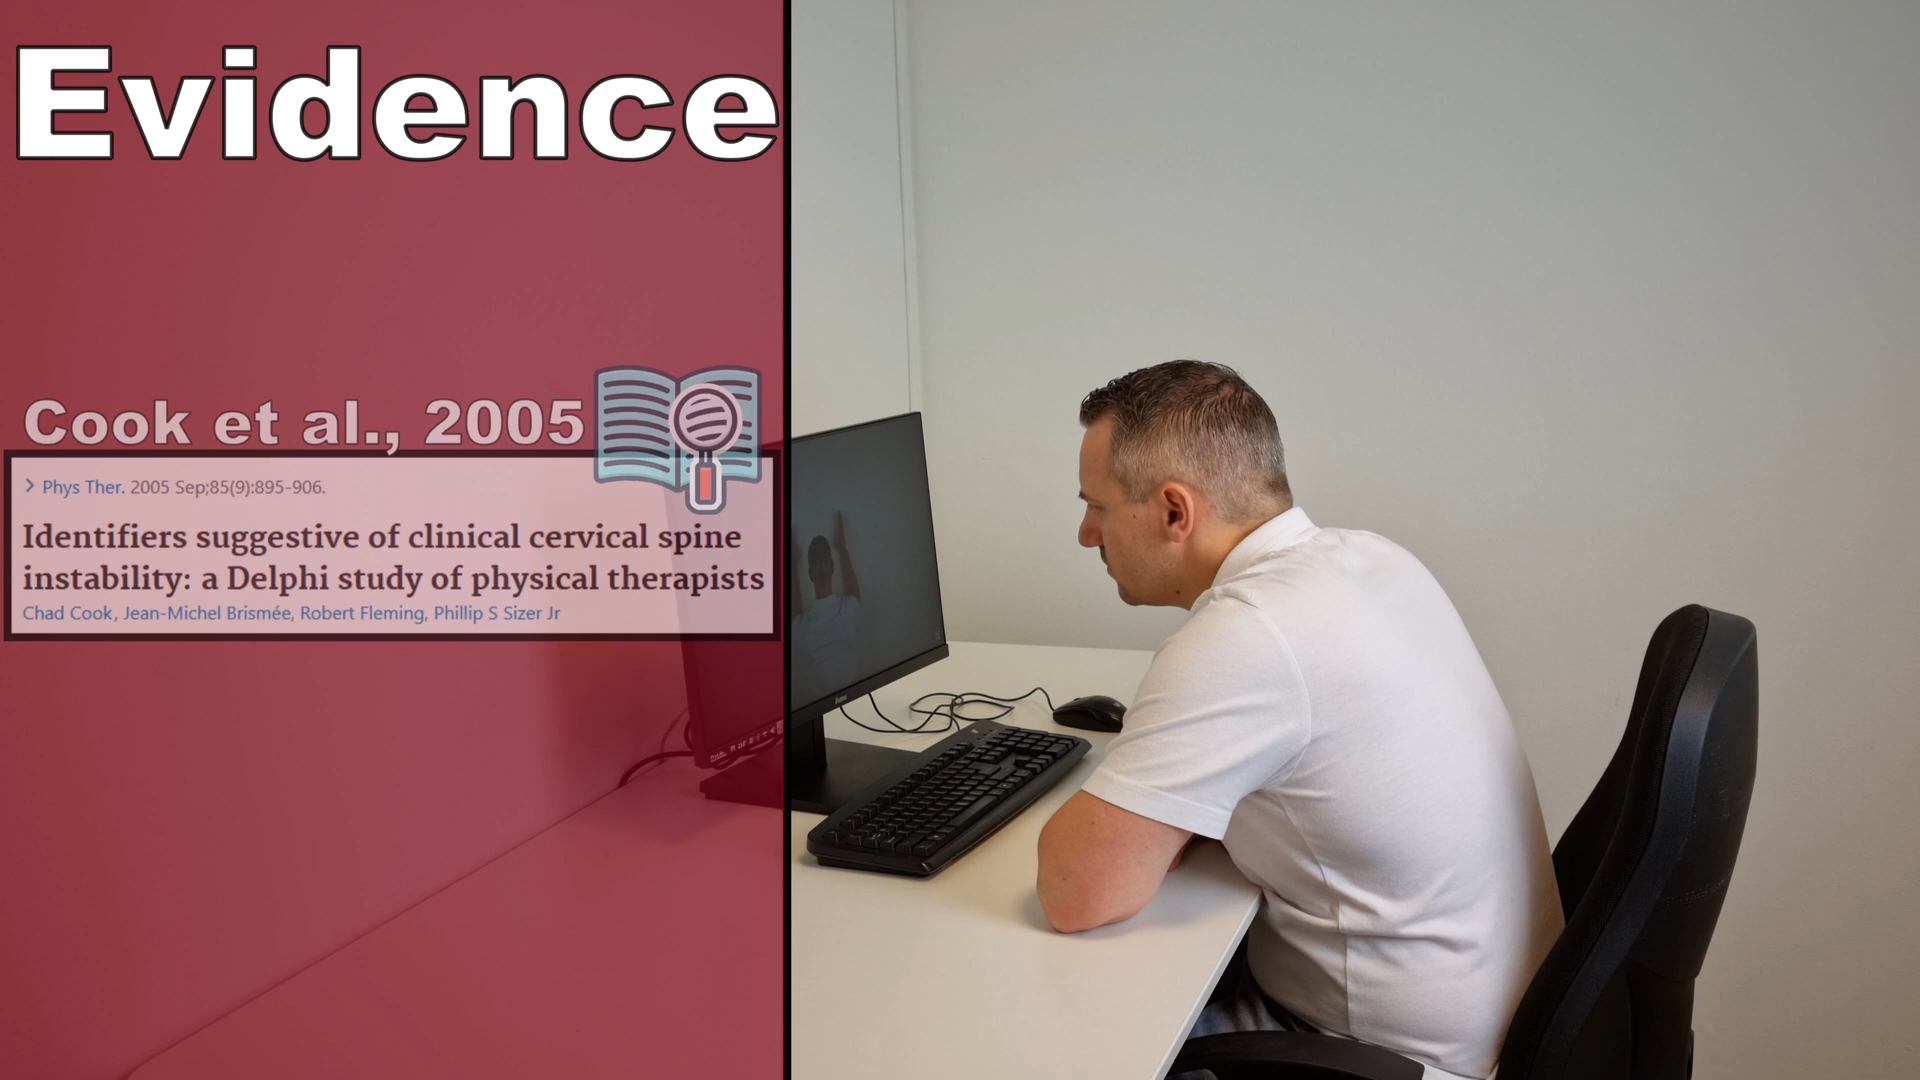 Evidence
Cook et al., 2005
Phys Ther. 2005 Sep;85(9):895-906.
Identifiers suggestive of clinical cervical spine
instability: a Delphi study of physical therapists
Chad Cook, Jean-Michel Brismée, Robert Fleming, Phillip S Sizer Jr